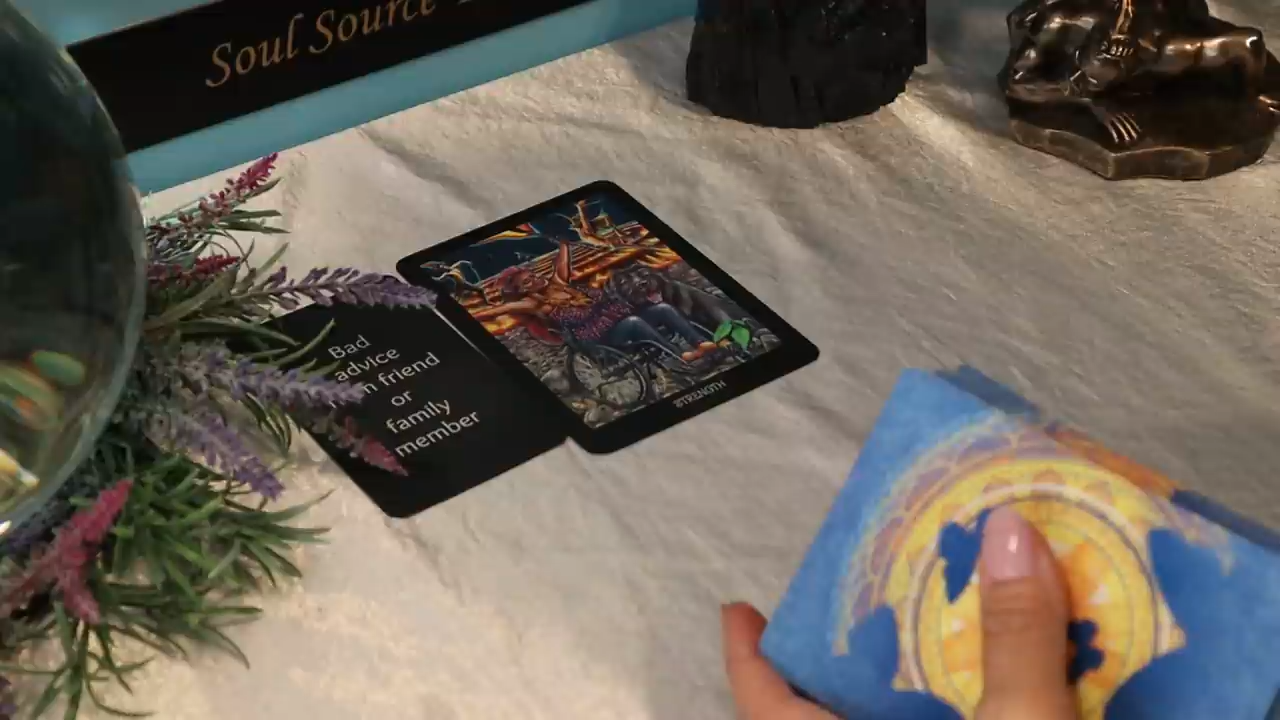 Soul Source
Bad
advice
friend
or
family
member
STRENGTH